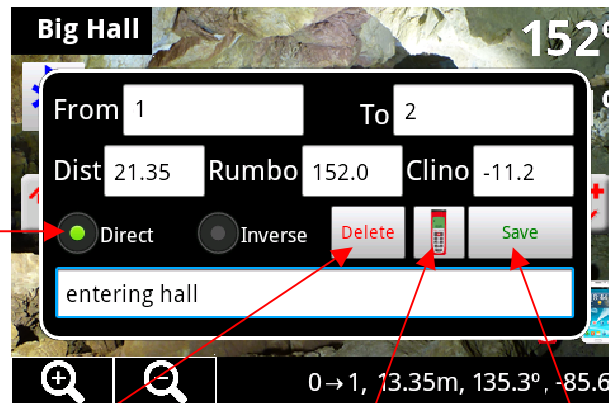 Big Hall
152°
From 1 To 2
Dist 21.35 Rumbo 152.0 Clino -11.2
Direct Inverse Delete Save
entering hall
0→1, 13.35m, 135.3º, -85.6